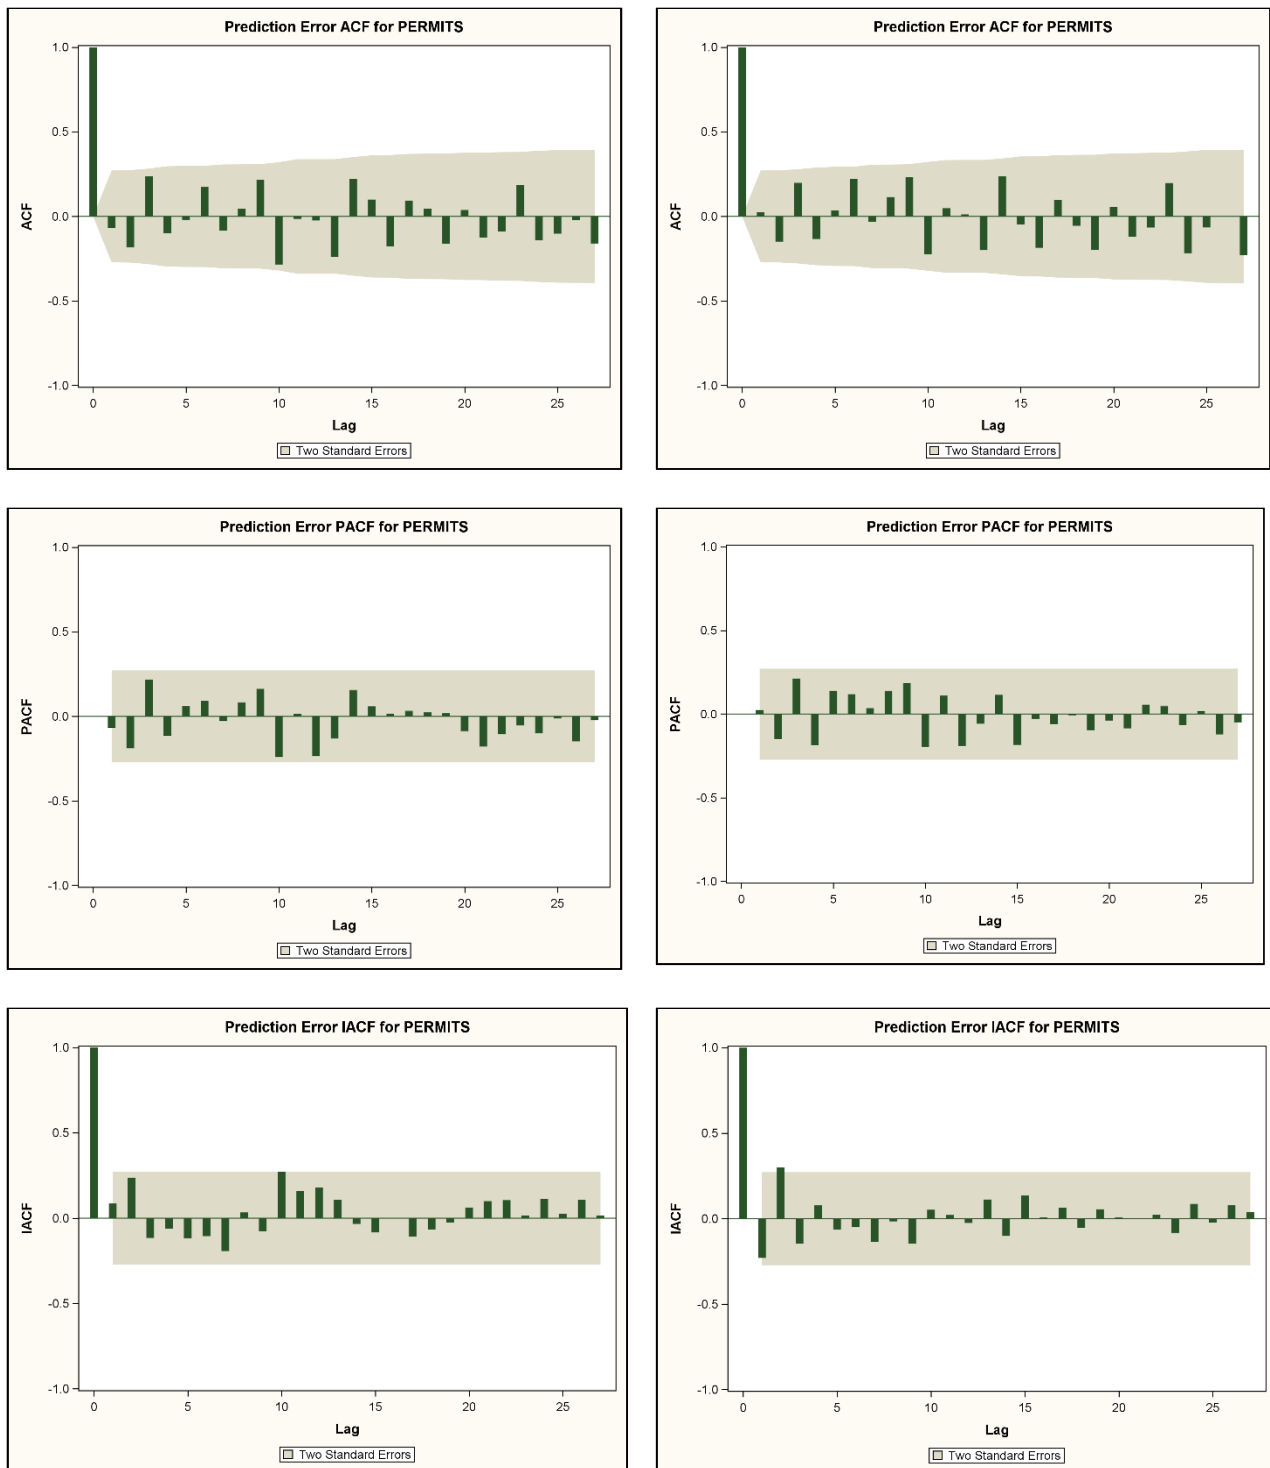 Prediction Error ACF for PERMITS
1.0
0.5
0.0
-0.5
-1.0
ACF
0 5 10 15 20 25
Lag
Two Standard Errors
Prediction Error ACF for PERMITS
1.0
0.5
0.0
-0.5
-1.0
ACF
0 5 10 15 20 25
Lag
Two Standard Errors
Prediction Error PACF for PERMITS
1.0
0.5
0.0
-0.5
-1.0
PACF
0 5 10 15 20 25
Lag
Two Standard Errors
Prediction Error PACF for PERMITS
1.0
0.5
0.0
-0.5
-1.0
PACF
0 5 10 15 20 25
Lag
Two Standard Errors
Prediction Error IACF for PERMITS
1.0
0.5
0.0
-0.5
-1.0
IACF
0 5 10 15 20 25
Lag
Two Standard Errors
Prediction Error IACF for PERMITS
1.0
0.5
0.0
-0.5
-1.0
IACF
0 5 10 15 20 25
Lag
Two Standard Errors